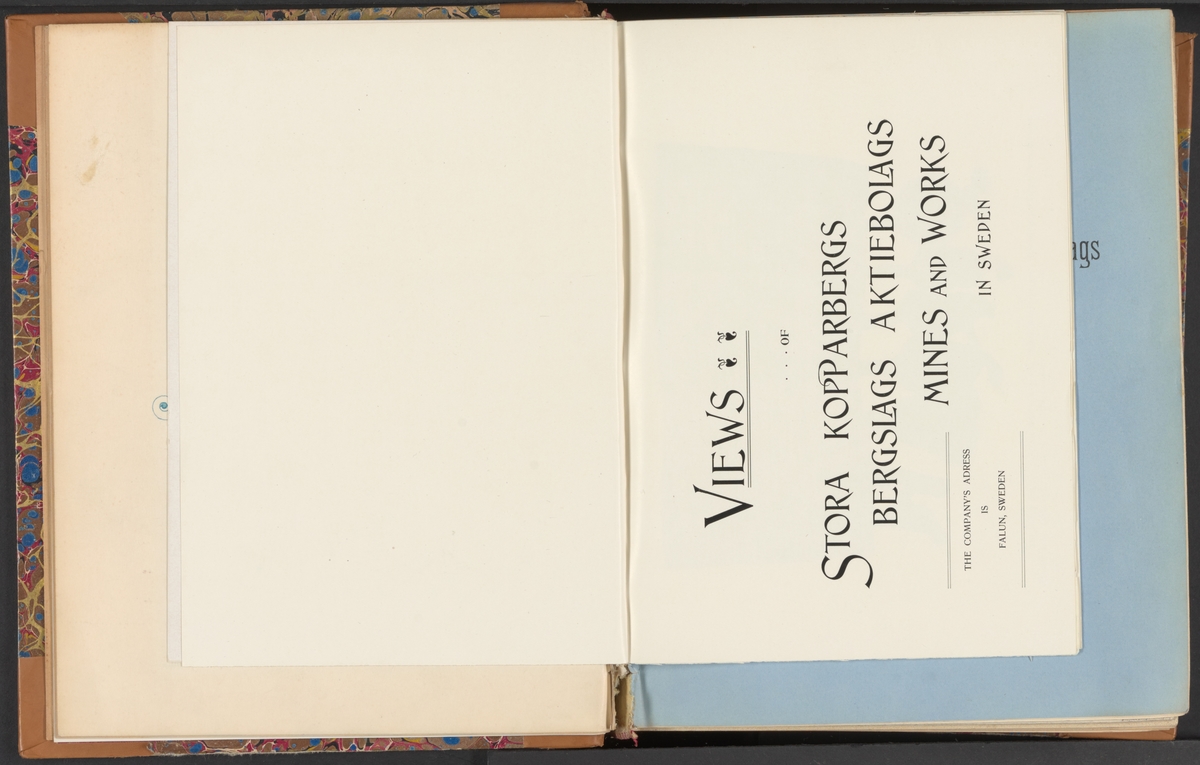 VIEWS
. . . OF
STORA KOPPARBERGS
BERGSLAGS AKTIEBOLAGS
MINES AND WORKS
IN SWEDEN
THE COMPANY'S ADRESS
IS
FALUN, SWEDEN
ags